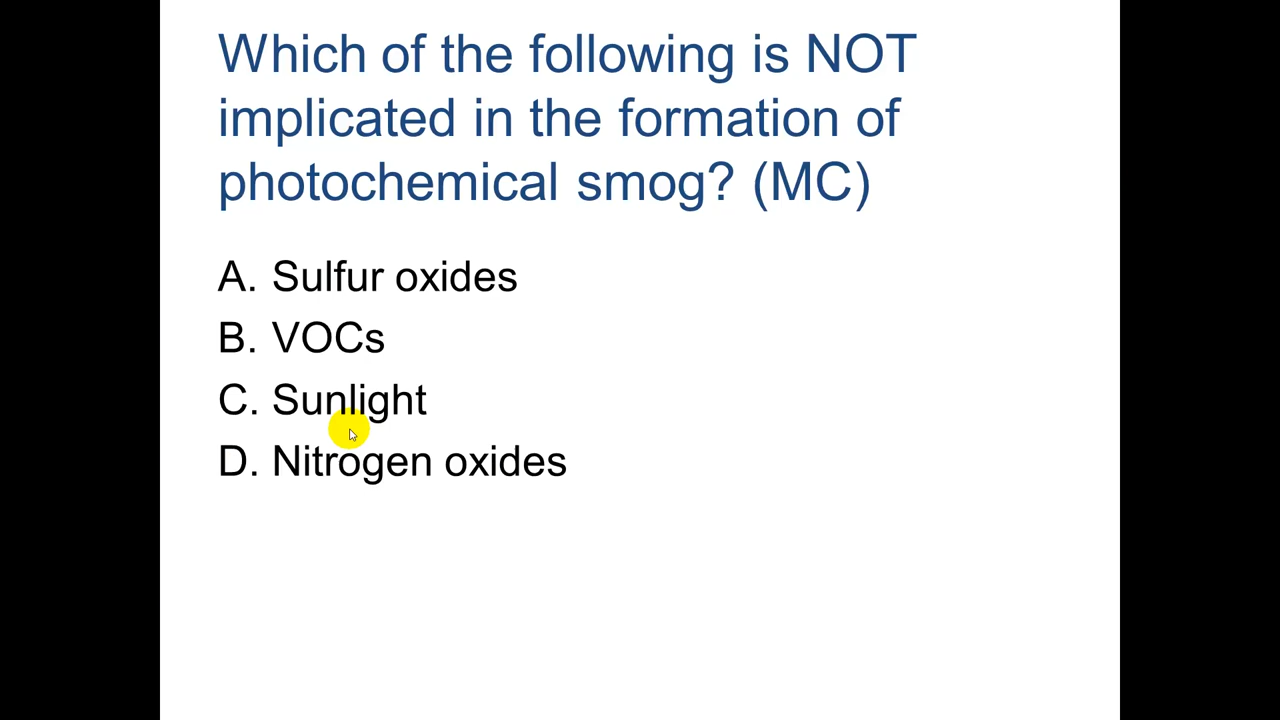 Which of the following is NOT
implicated in the formation of
photochemical smog? (MC)
A. Sulfur oxides
B. VOCs
C. Sunlight
D. Nitrogen oxides